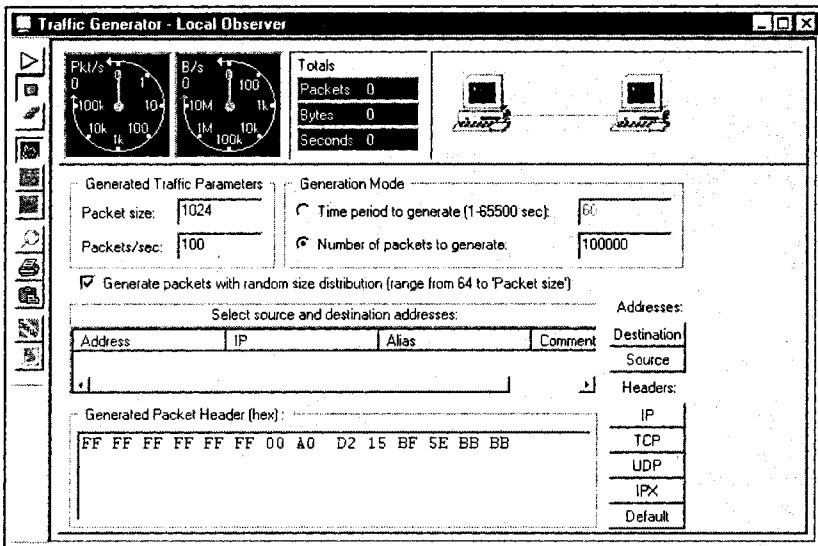 Traffic Generator - Local Observer
Pkt/s
0
0
1
10
100
1k
10k
100k
B/s
0
0
100
1k
10k
100k
1M
10M
Totals
Packets 0
Bytes 0
Seconds 0
Generated Traffic Parameters
Packet size: 1024
Packets/sec: 100
Generation Mode
Time period to generate (1-65500 sec): 60
Number of packets to generate: 100000
Generate packets with random size distribution (range from 64 to 'Packet size')
Select source and destination addresses:
Address IP Alias Comment
Addresses:
Destination
Source
Headers:
IP
TCP
UDP
IPX
Default
Generated Packet Header (hex):
FF FF FF FF FF FF 00 A0 D2 15 BF 5E BB BB